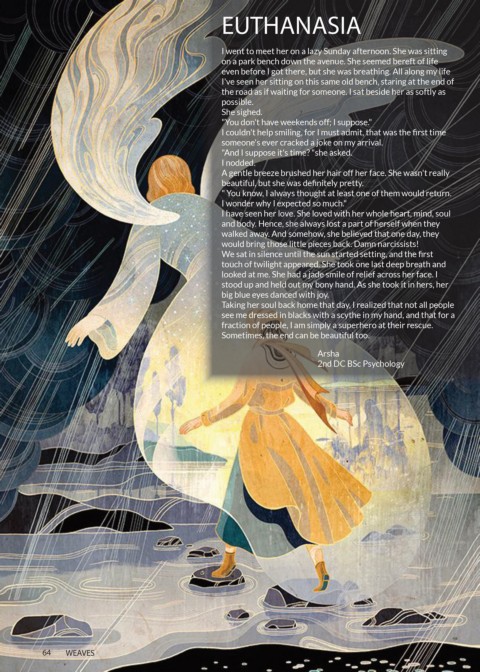 EUTHANASIA
I went to meet her on a lazy Sunday afternoon. She was sitting
on a park bench down the avenue. She seemed bereft of life
even before I got there, but she was breathing. All along my life
I've seen her sitting on this same old bench, staring at the end of
the road as if waiting for someone. I sat beside her as softly as
possible.
She sighed.
"You don't have weekends off; I suppose."
I couldn't help smiling, for I must admit, that was the first time
someone's ever cracked a joke on my arrival.
"And I suppose it's time? "she asked.
I nodded.
A gentle breeze brushed her hair off her face. She wasn't really
beautiful, but she was definitely pretty.
" You know, I always thought at least one of them would return.
I wonder why I expected so much."
I have seen her love. She loved with her whole heart, mind, soul
and body. Hence, she always lost a part of herself when they
walked away. And somehow, she believed that one day, they
would bring those little pieces back. Damn narcissists!
We sat in silence until the sun started setting, and the first
touch of twilight appeared. She took one last deep breath and
looked at me. She had a jade smile of relief across her face. I
stood up and held out my bony hand. As she took it in hers, her
big blue eyes danced with joy.
Taking her soul back home that day, I realized that not all people
see me dressed in blacks with a scythe in my hand, and that for a
fraction of people, I am simply a superhero at their rescue.
Sometimes, the end can be beautiful too.
Arsha
2nd DC BSc Psychology
64 WEAVES